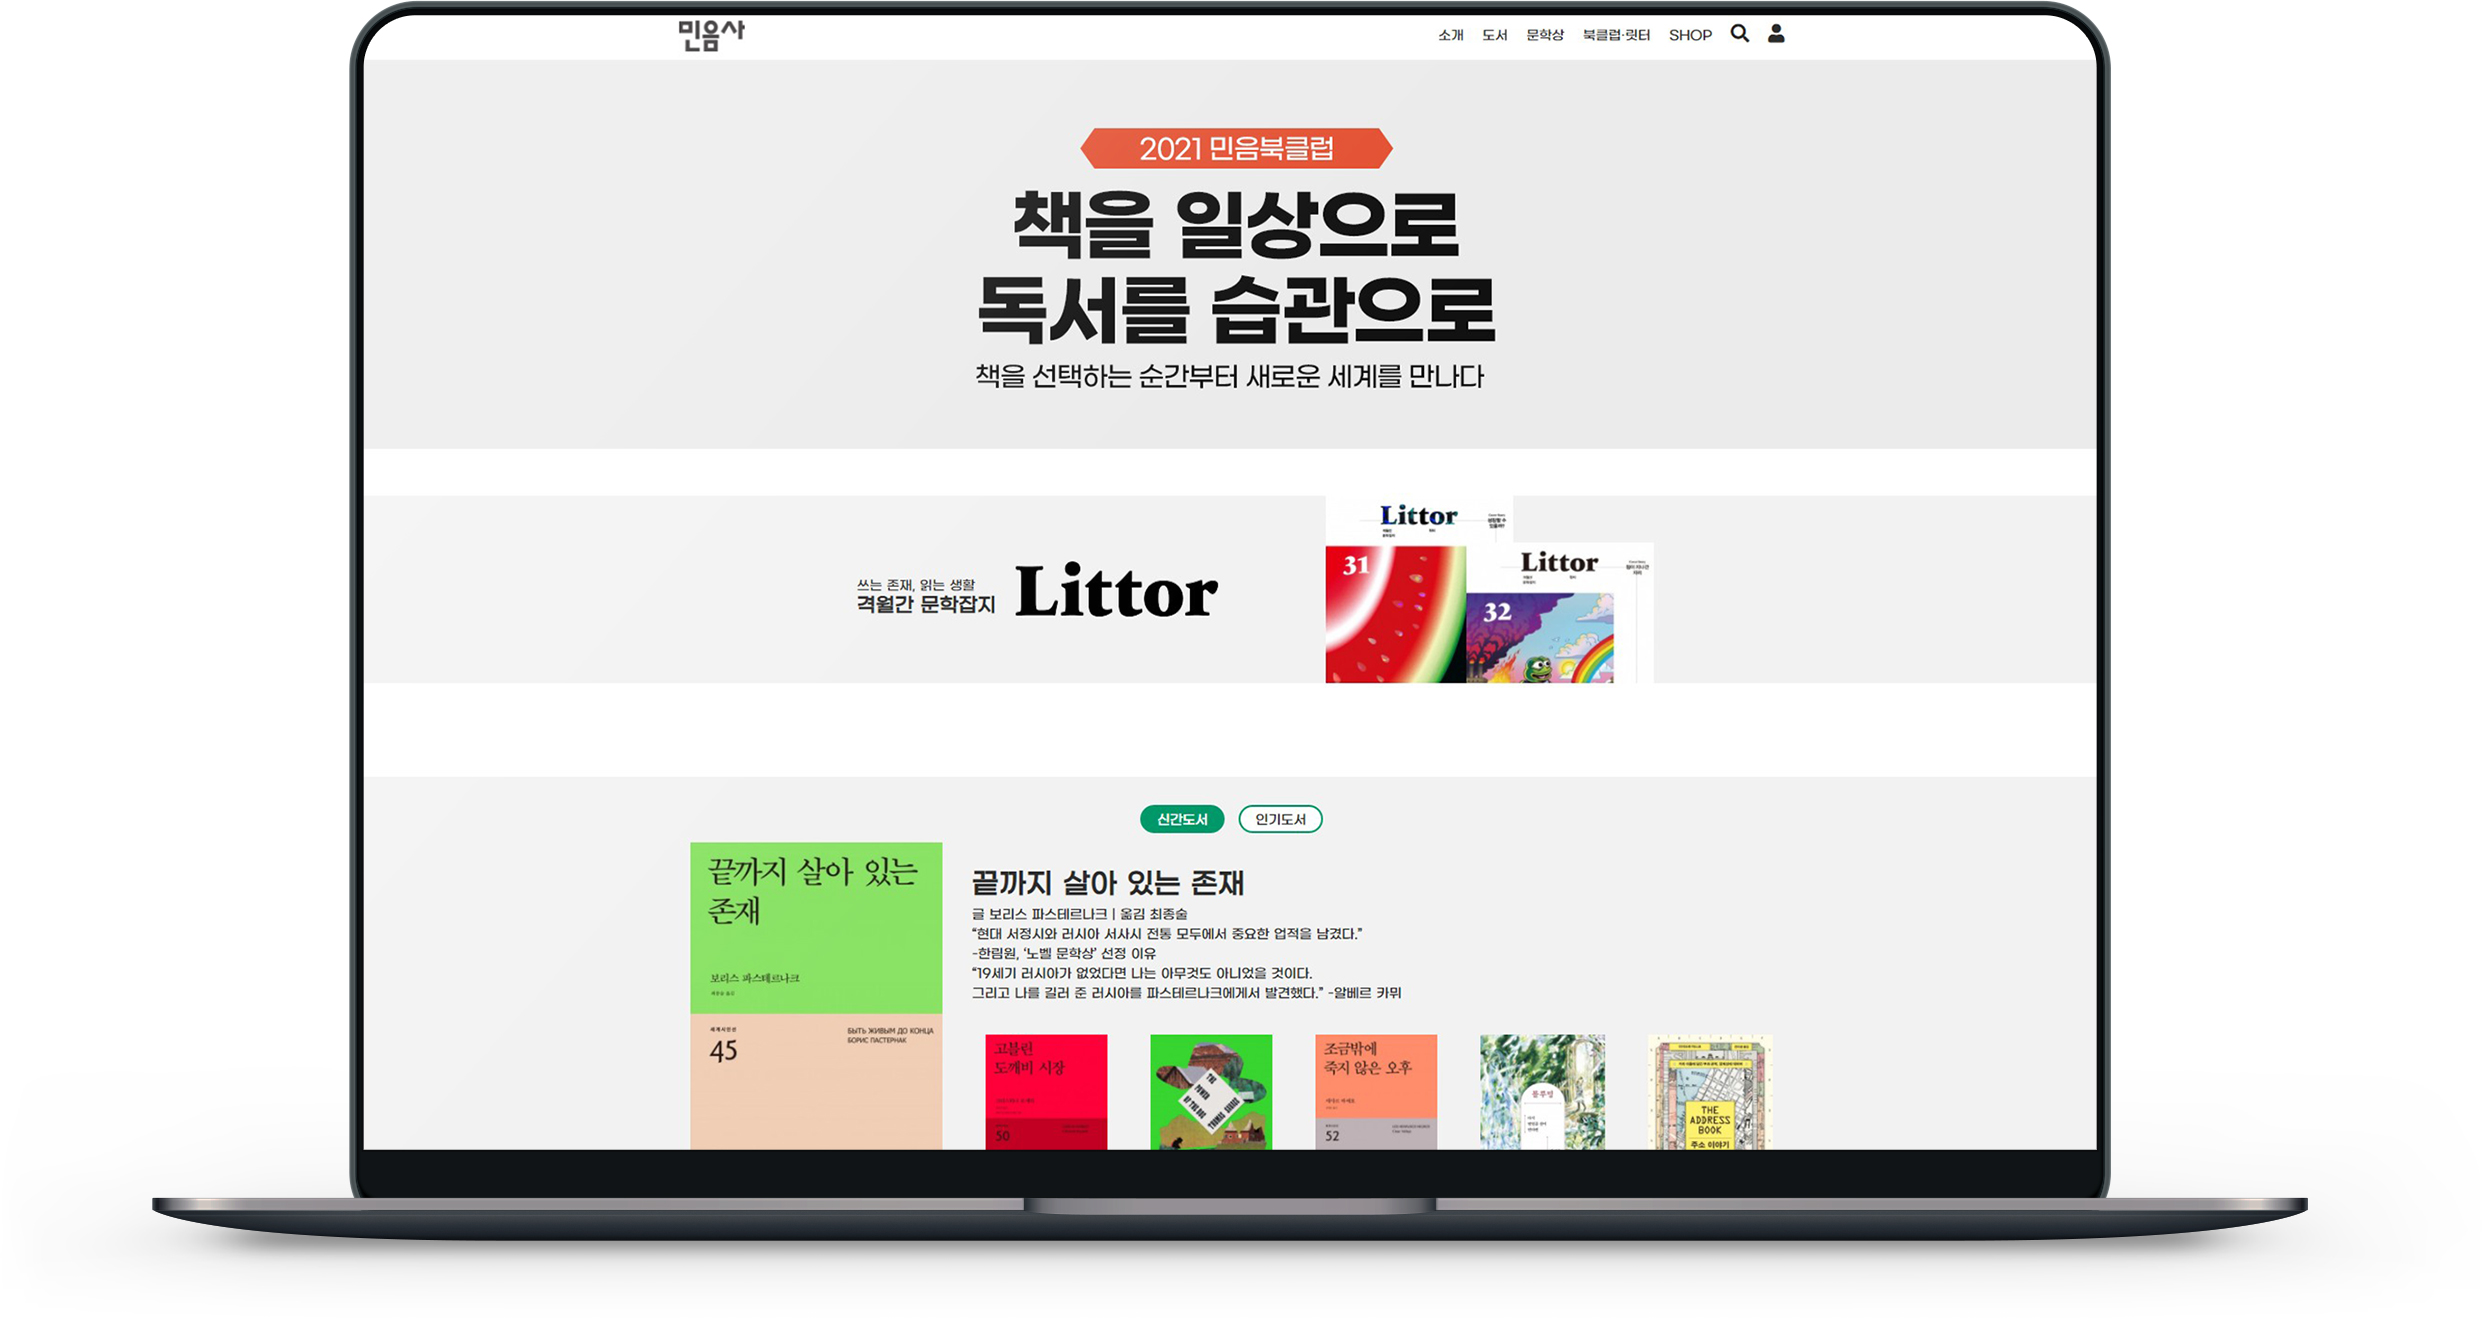 민음사
소개 도서 문학상 북클럽·릿터 SHOP
2021 민음북클럽
책을 일상으로
독서를 습관으로
책을 선택하는 순간부터 새로운 세계를 만나다
쓰는 존재, 읽는 생활
격월간 문학잡지
Littor
Littor
31
Littor
32
신간도서 인기도서
끝까지 살아 있는
존재
보리스 파스테르나크
세계시인선
45
БЫТЬ ЖИВЫМ ДО КОНЦА
БОРИС ПАСТЕРНАК
끝까지 살아 있는 존재
글 보리스 파스테르나크 | 옮김 최종술
“현대 서정시와 러시아 서사시 전통 모두에서 중요한 업적을 남겼다.”
-한림원, ‘노벨 문학상’ 선정 이유
“19세기 러시아가 없었다면 나는 아무것도 아니었을 것이다.
그리고 나를 길러 준 러시아를 파스테르나크에게서 발견했다.” -알베르 카뮈
고블린
도깨비 시장
50
THE
POWER
OF THE DOG
THOMAS SAVAGE
조금밖에
죽지 않은 오후
52
THE
ADDRESS
BOOK
주소 이야기